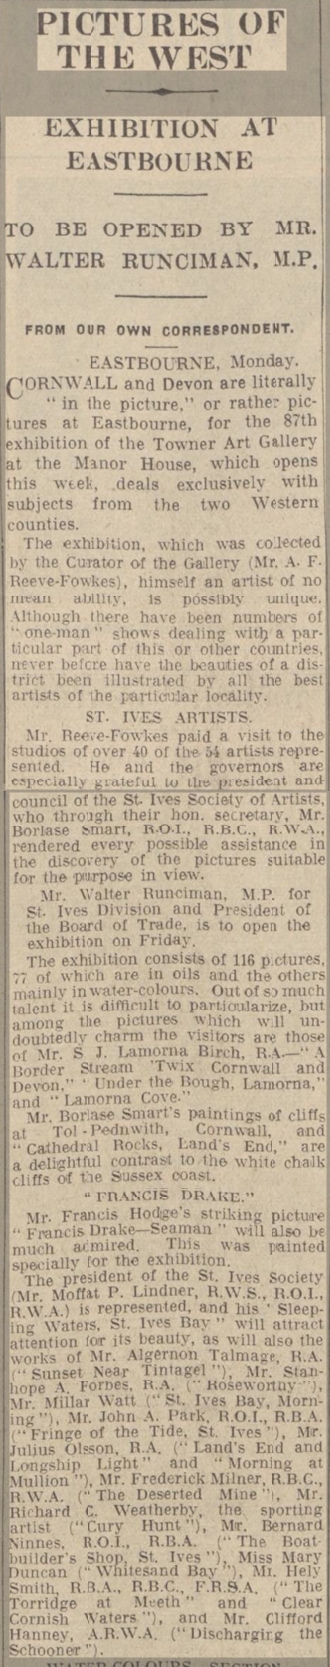 PICTURES OF
THE WEST
EXHIBITION AT
EASTBOURNE
TO BE OPENED BY MR.
WALTER RUNCIMAN, M.P.
FROM OUR OWN CORRESPONDENT.
EASTBOURNE, Monday.
CORNWALL and Devon are literally
"in the picture," or rather pic-
tures at Eastbourne, for the 87th
exhibition of the Towner Art Gallery
at the Manor House, which opens
this week, deals exclusively with
subjects from the two Western
counties.
The exhibition, which was collected
by the Curator of the Gallery (Mr. A. F.
Reeve-Fowkes), himself an artist of no
mean ability, is possibly unique.
Although there have been numbers of
"one-man" shows dealing with a par-
ticular part of this or other countries,
never before have the beauties of a dis-
trict been illustrated by all the best
artists of the particular locality.
ST. IVES ARTISTS.
Mr. Reeve-Fowkes paid a visit to the
studios of over 40 of the 54 artists repre-
sented. He and the governors are
especially grateful to the president and
council of the St. Ives Society of Artists,
who through their hon. secretary, Mr.
Borlase Smart, R.O.I., R.B.C., R.W.A.,
rendered every possible assistance in
the discovery of the pictures suitable
for the purpose in view.
Mr. Walter Runciman, M.P. for
St. Ives Division and President of
the Board of Trade, is to open the
exhibition on Friday.
The exhibition consists of 116 pictures,
77 of which are in oils and the others
mainly in water-colours. Out of so much
talent it is difficult to particularize, but
among the pictures which will un-
doubtedly charm the visitors are those
of Mr. S J. Lamorna Birch, R.A.—"A
Border Stream 'Twix Cornwall and
Devon," "Under the Bough, Lamorna,"
and "Lamorna Cove."
Mr. Borlase Smart's paintings of cliffs
at Tol-Pednwith, Cornwall, and
"Cathedral Rocks, Land's End," are
a delightful contrast to the white chalk
cliffs of the Sussex coast.
"FRANCIS DRAKE."
Mr. Francis Hodge's striking picture
"Francis Drake—Seaman" will also be
much admired. This was painted
specially for the exhibition.
The president of the St. Ives Society
(Mr. Moffat P. Lindner, R.W.S., R.O.I.,
R.W.A.) is represented, and his "Sleep-
ing Waters, St. Ives Bay" will attract
attention for its beauty, as will also the
works of Mr. Algernon Talmage, R.A.
("Sunset Near Tintagel"), Mr. Stan-
hope A. Forbes, R.A. ("Roseworthy"),
Mr. Millar Watt ("St. Ives Bay, Morn-
ing"), Mr. John A. Park, R.O.I., R.B.A.
("Fringe of the Tide, St. Ives"), Mr.
Julius Olsson, R.A. ("Land's End and
Longship Light" and "Morning at
Mullion"), Mr. Frederick Milner, R.B.C.,
R.W.A. ("The Deserted Mine"), Mr.
Richard C. Weatherby, the sporting
artist ("Cury Hunt"), Mr. Bernard
Ninnes, R.O.I., R.B.A. ("The Boat-
builder's Shop, St. Ives"), Miss Mary
Duncan ("Whitesand Bay"), Mr. Hely
Smith, R.B.A., R.B.C., F.R.S.A. ("The
Torridge at Meeth" and "Clear
Cornish Waters"), and Mr. Clifford
Hanney, A.R.W.A. ("Discharging the
Schooner").
WATER-COLOURS SECTION